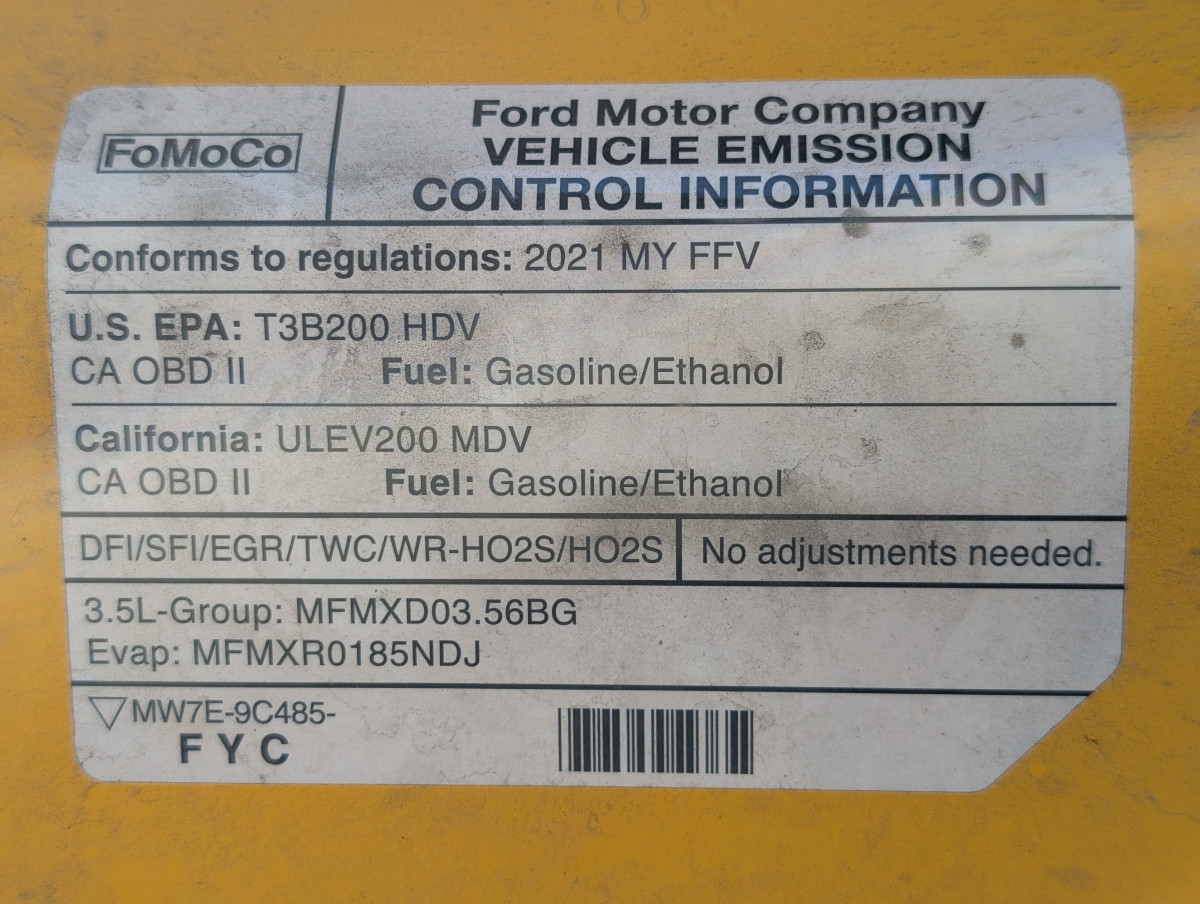 FoMoCo
Ford Motor Company
VEHICLE EMISSION
CONTROL INFORMATION
Conforms to regulations: 2021 MY FFV
U.S. EPA: T3B200 HDV
CA OBD II Fuel: Gasoline/Ethanol
California: ULEV200 MDV
CA OBD II Fuel: Gasoline/Ethanol
DFI/SFI/EGR/TWC/WR-HO2S/HO2S No adjustments needed.
3.5L-Group: MFMXD03.56BG
Evap: MFMXR0185NDJ
MW7E-9C485-
F Y C